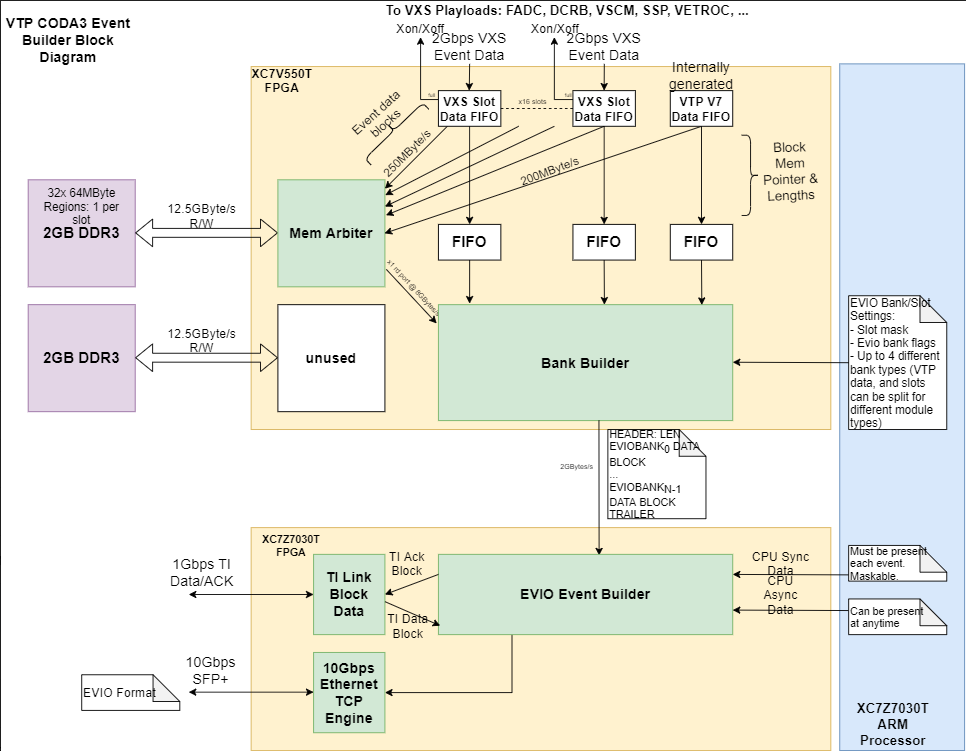 To VXS Playloads: FADC, DCRB, VSCM, SSP, VETROC, ...
VTP CODA3 Event
Builder Block
Diagram
Xon/Xoff
2Gbps VXS
Event Data
Xon/Xoff
2Gbps VXS
Event Data
XC7V550T
FPGA
Internally
generated
full
VXS Slot
Data FIFO
x16 slots
full
VXS Slot
Data FIFO
VTP V7
Data FIFO
Event data
blocks
250MByte/s
200MByte/s
Block
Mem
Pointer &
Lengths
32x 64MByte
Regions: 1 per
slot
2GB DDR3
12.5GByte/s
R/W
Mem Arbiter
FIFO
FIFO
FIFO
x1 rd port @ 8GBytes/s
2GB DDR3
12.5GByte/s
R/W
unused
Bank Builder
EVIO Bank/Slot
Settings:
- Slot mask
- Evio bank flags
- Up to 4 different
bank types (VTP
data, and slots
can be split for
different module
types)
2GBytes/s
HEADER: LEN
EVIOBANK0 DATA
BLOCK
...
EVIOBANKN-1
DATA BLOCK
TRAILER
XC7Z7030T
FPGA
1Gbps TI
Data/ACK
TI Link
Block
Data
TI Ack
Block
TI Data
Block
EVIO Event Builder
CPU Sync
Data
CPU
Async
Data
Must be present
each event.
Maskable.
Can be present
at anytime
EVIO Format
10Gbps
SFP+
10Gbps
Ethernet
TCP
Engine
XC7Z7030T
ARM
Processor